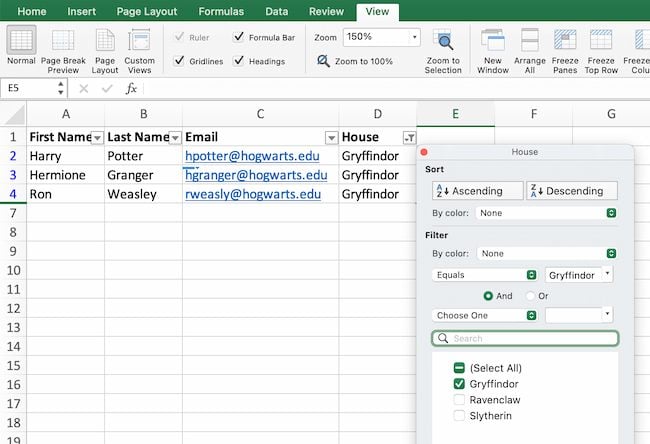 Home Insert Page Layout Formulas Data Review View
Ruler Formula Bar Zoom 150%
Gridlines Headings Zoom to 100%
Normal Page Break Preview Page Layout Custom Views Zoom to Selection New Window Arrange All Freeze Panes Freeze Top Row Freeze Colu
E5 fx
A B C D E F G
1 First Name Last Name Email House
2 Harry Potter hpotter@hogwarts.edu Gryffindor
3 Hermione Granger hgranger@hogwarts.edu Gryffindor
4 Ron Weasley rweasly@hogwarts.edu Gryffindor
7
8
9
10
11
12
13
14
15
16
17
18
19
House
Sort
A Z Ascending Z A Descending
By color: None
Filter
By color: None
Equals Gryffindor
And Or
Choose One
Search
(Select All)
Gryffindor
Ravenclaw
Slytherin